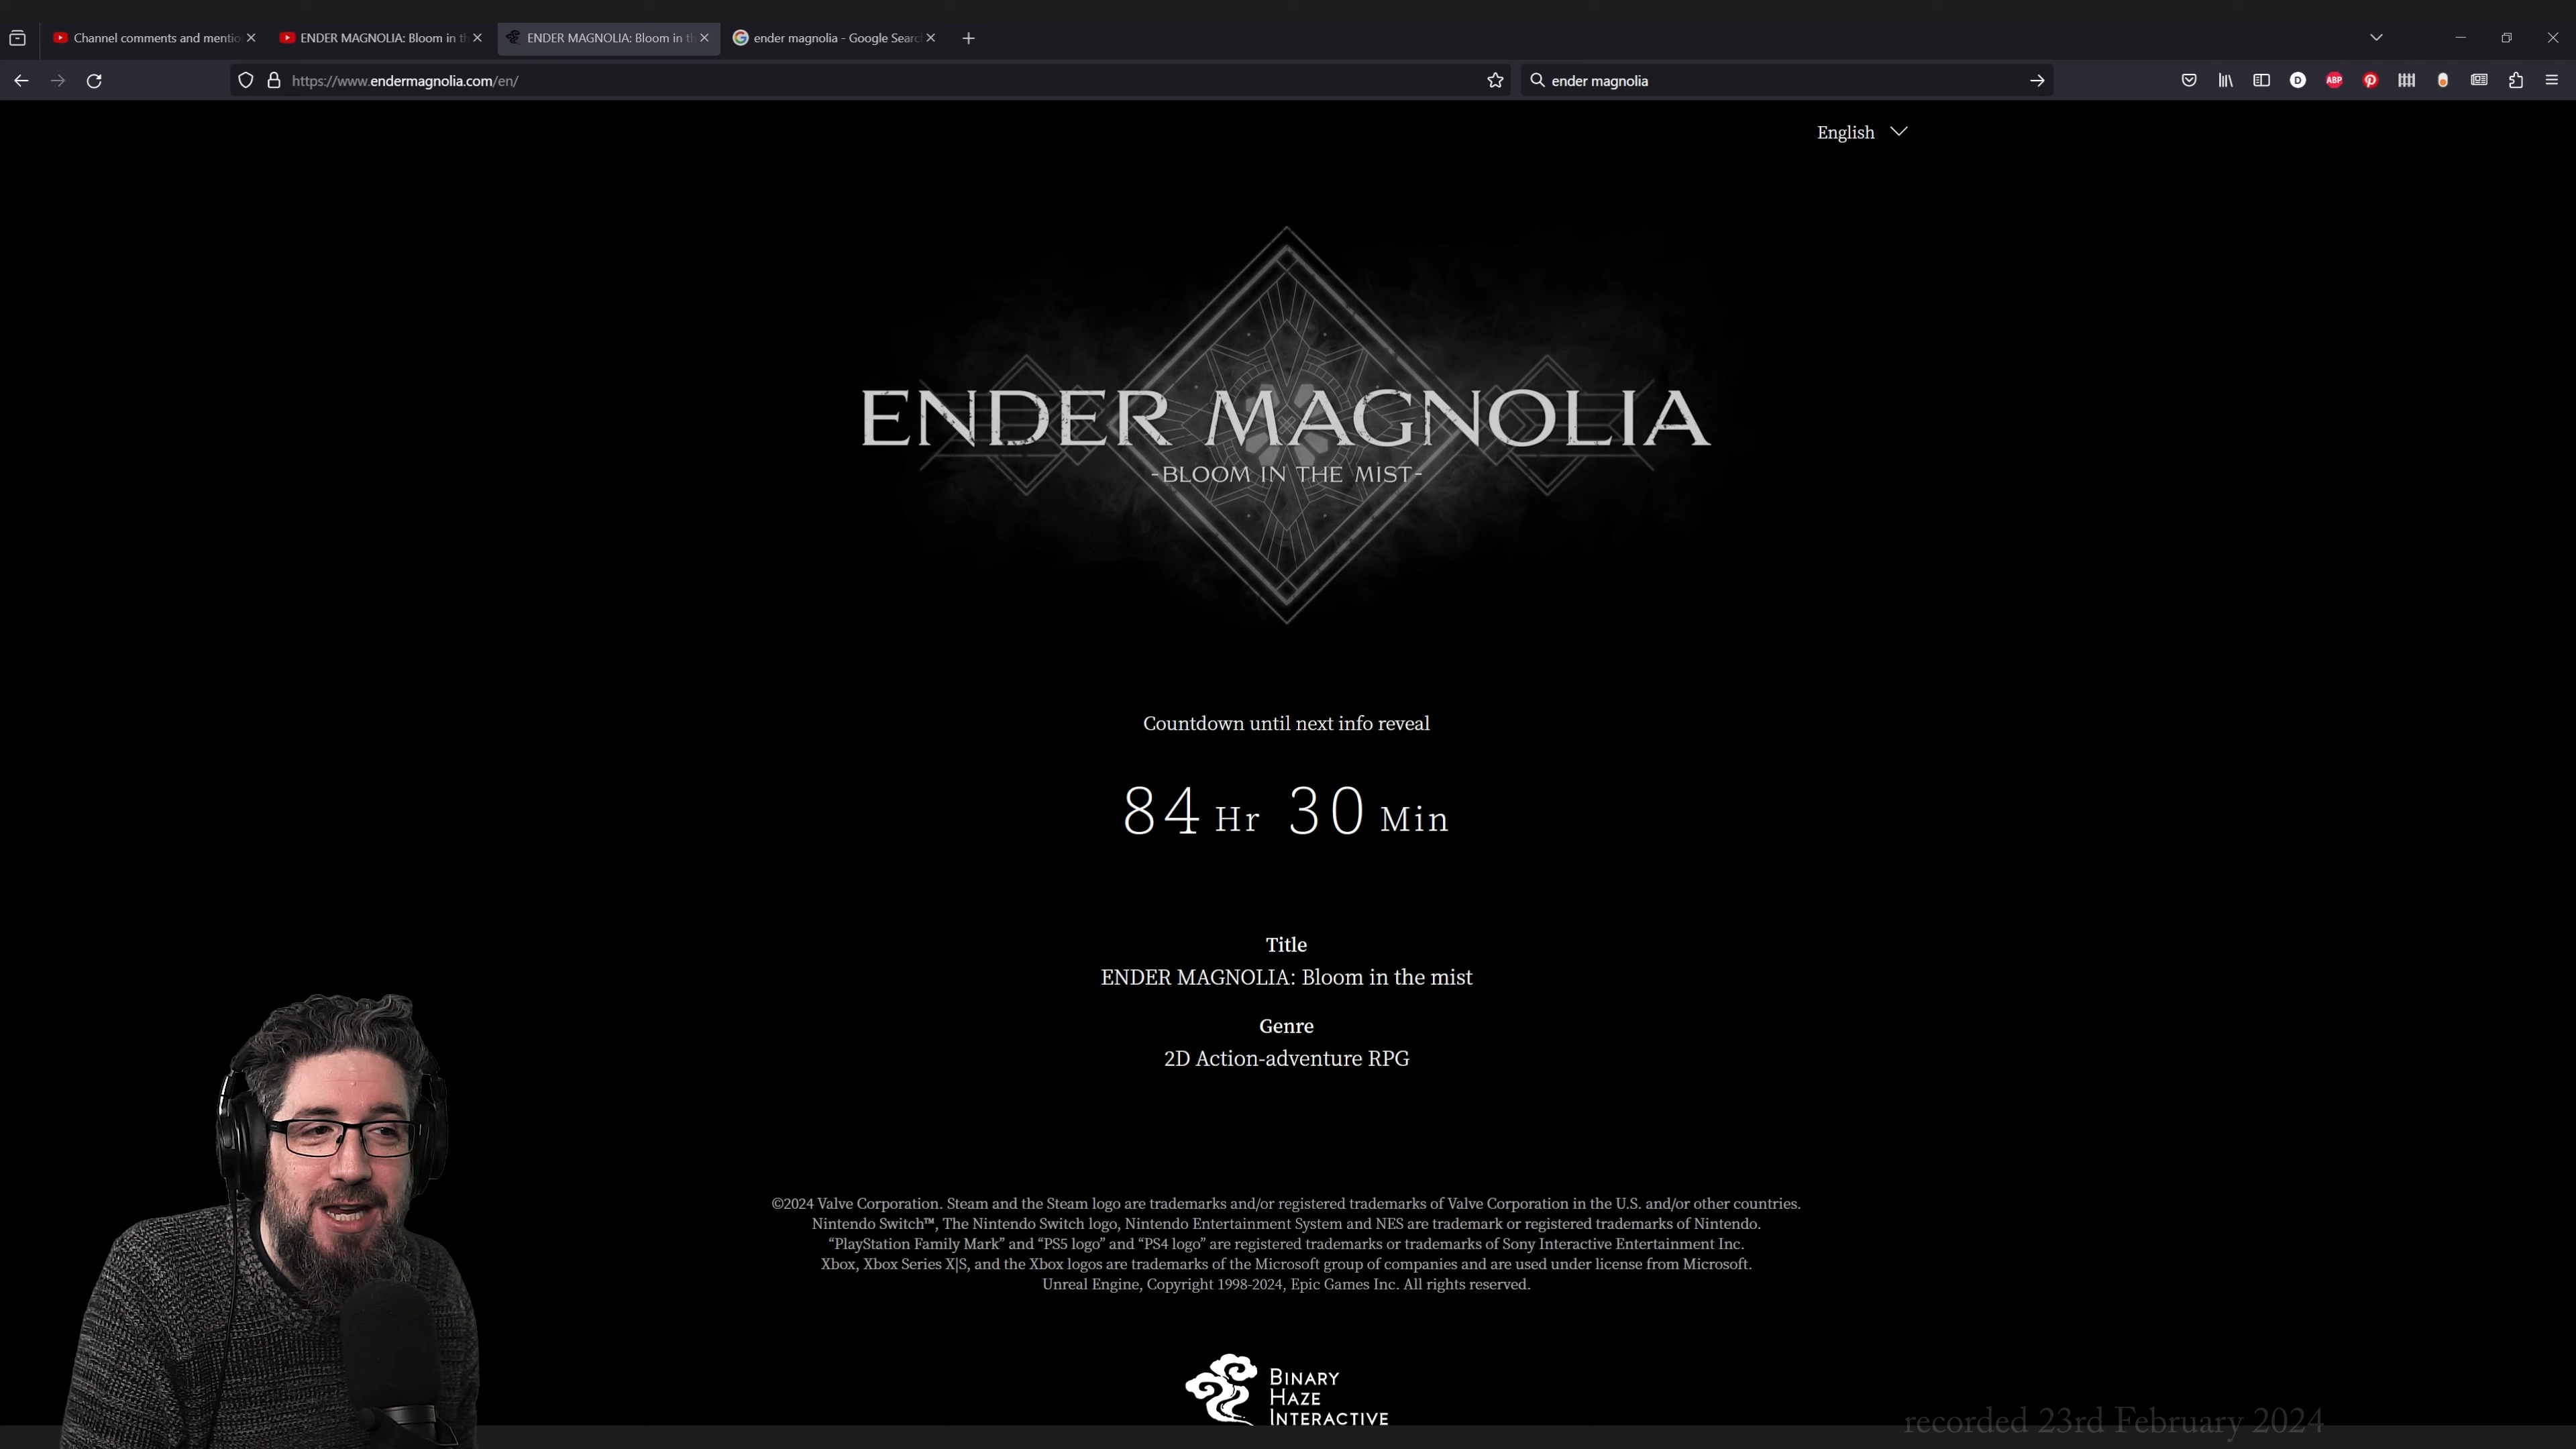 Channel comments and mentio
ENDER MAGNOLIA: Bloom in th
ENDER MAGNOLIA: Bloom in th
ender magnolia - Google Searc
https://www.endermagnolia.com/en/
ender magnolia
D
ABP
English
ENDER MAGNOLIA
-BLOOM IN THE MIST-
Countdown until next info reveal
84 Hr 30 Min
Title
ENDER MAGNOLIA: Bloom in the mist
Genre
2D Action-adventure RPG
©2024 Valve Corporation. Steam and the Steam logo are trademarks and/or registered trademarks of Valve Corporation in the U.S. and/or other countries.
Nintendo Switch™, The Nintendo Switch logo, Nintendo Entertainment System and NES are trademark or registered trademarks of Nintendo.
“PlayStation Family Mark” and “PS5 logo” and “PS4 logo” are registered trademarks or trademarks of Sony Interactive Entertainment Inc.
Xbox, Xbox Series X|S, and the Xbox logos are trademarks of the Microsoft group of companies and are used under license from Microsoft.
Unreal Engine, Copyright 1998-2024, Epic Games Inc. All rights reserved.
BINARY
HAZE
INTERACTIVE
recorded 23rd February 2024